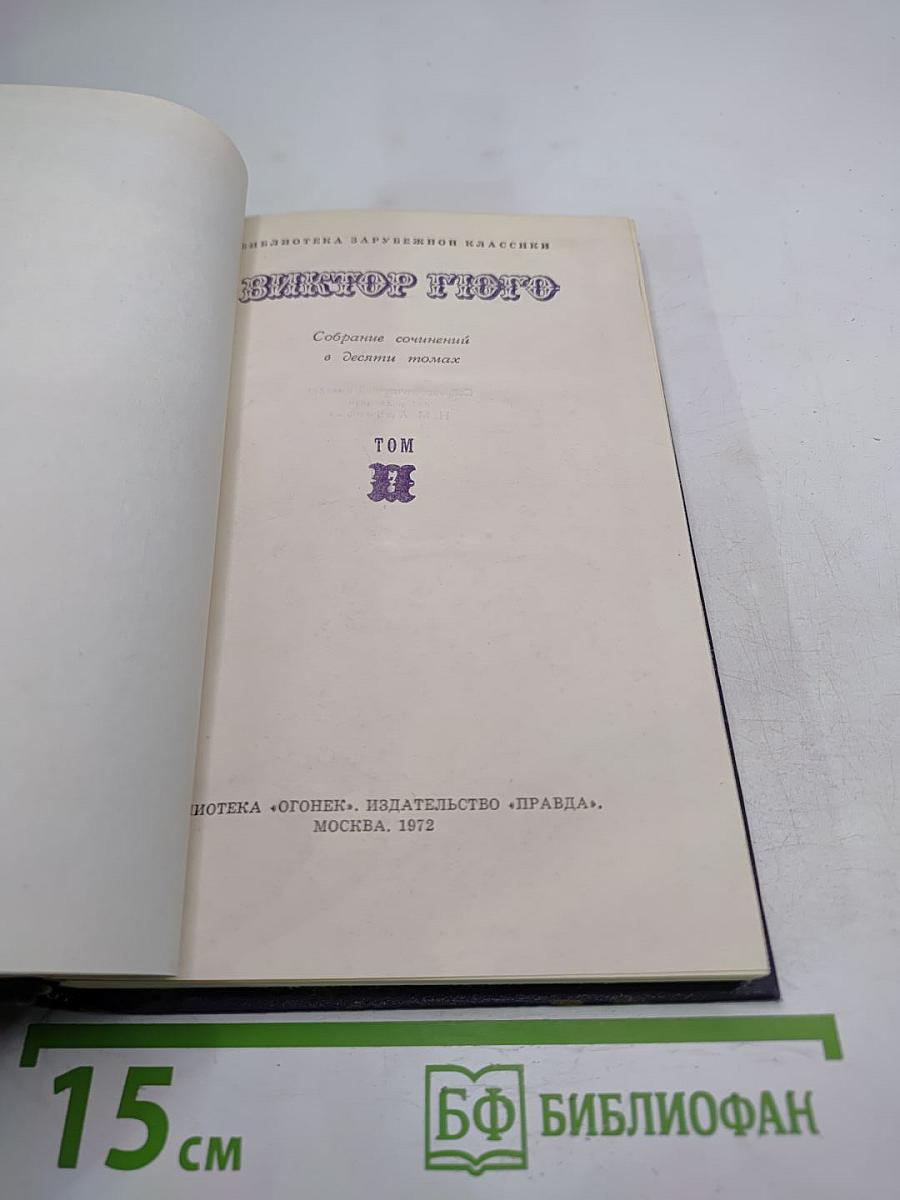 БИБЛИОТЕКА ЗАРУБЕЖНОЙ КЛАССИКИ
ВИКТОР ГЮГО
Собрание сочинений
в десяти томах
ТОМ
II
ИОТЕКА «ОГОНЕК». ИЗДАТЕЛЬСТВО «ПРАВДА».
МОСКВА. 1972
15 см
БФ БИБЛИОФАН